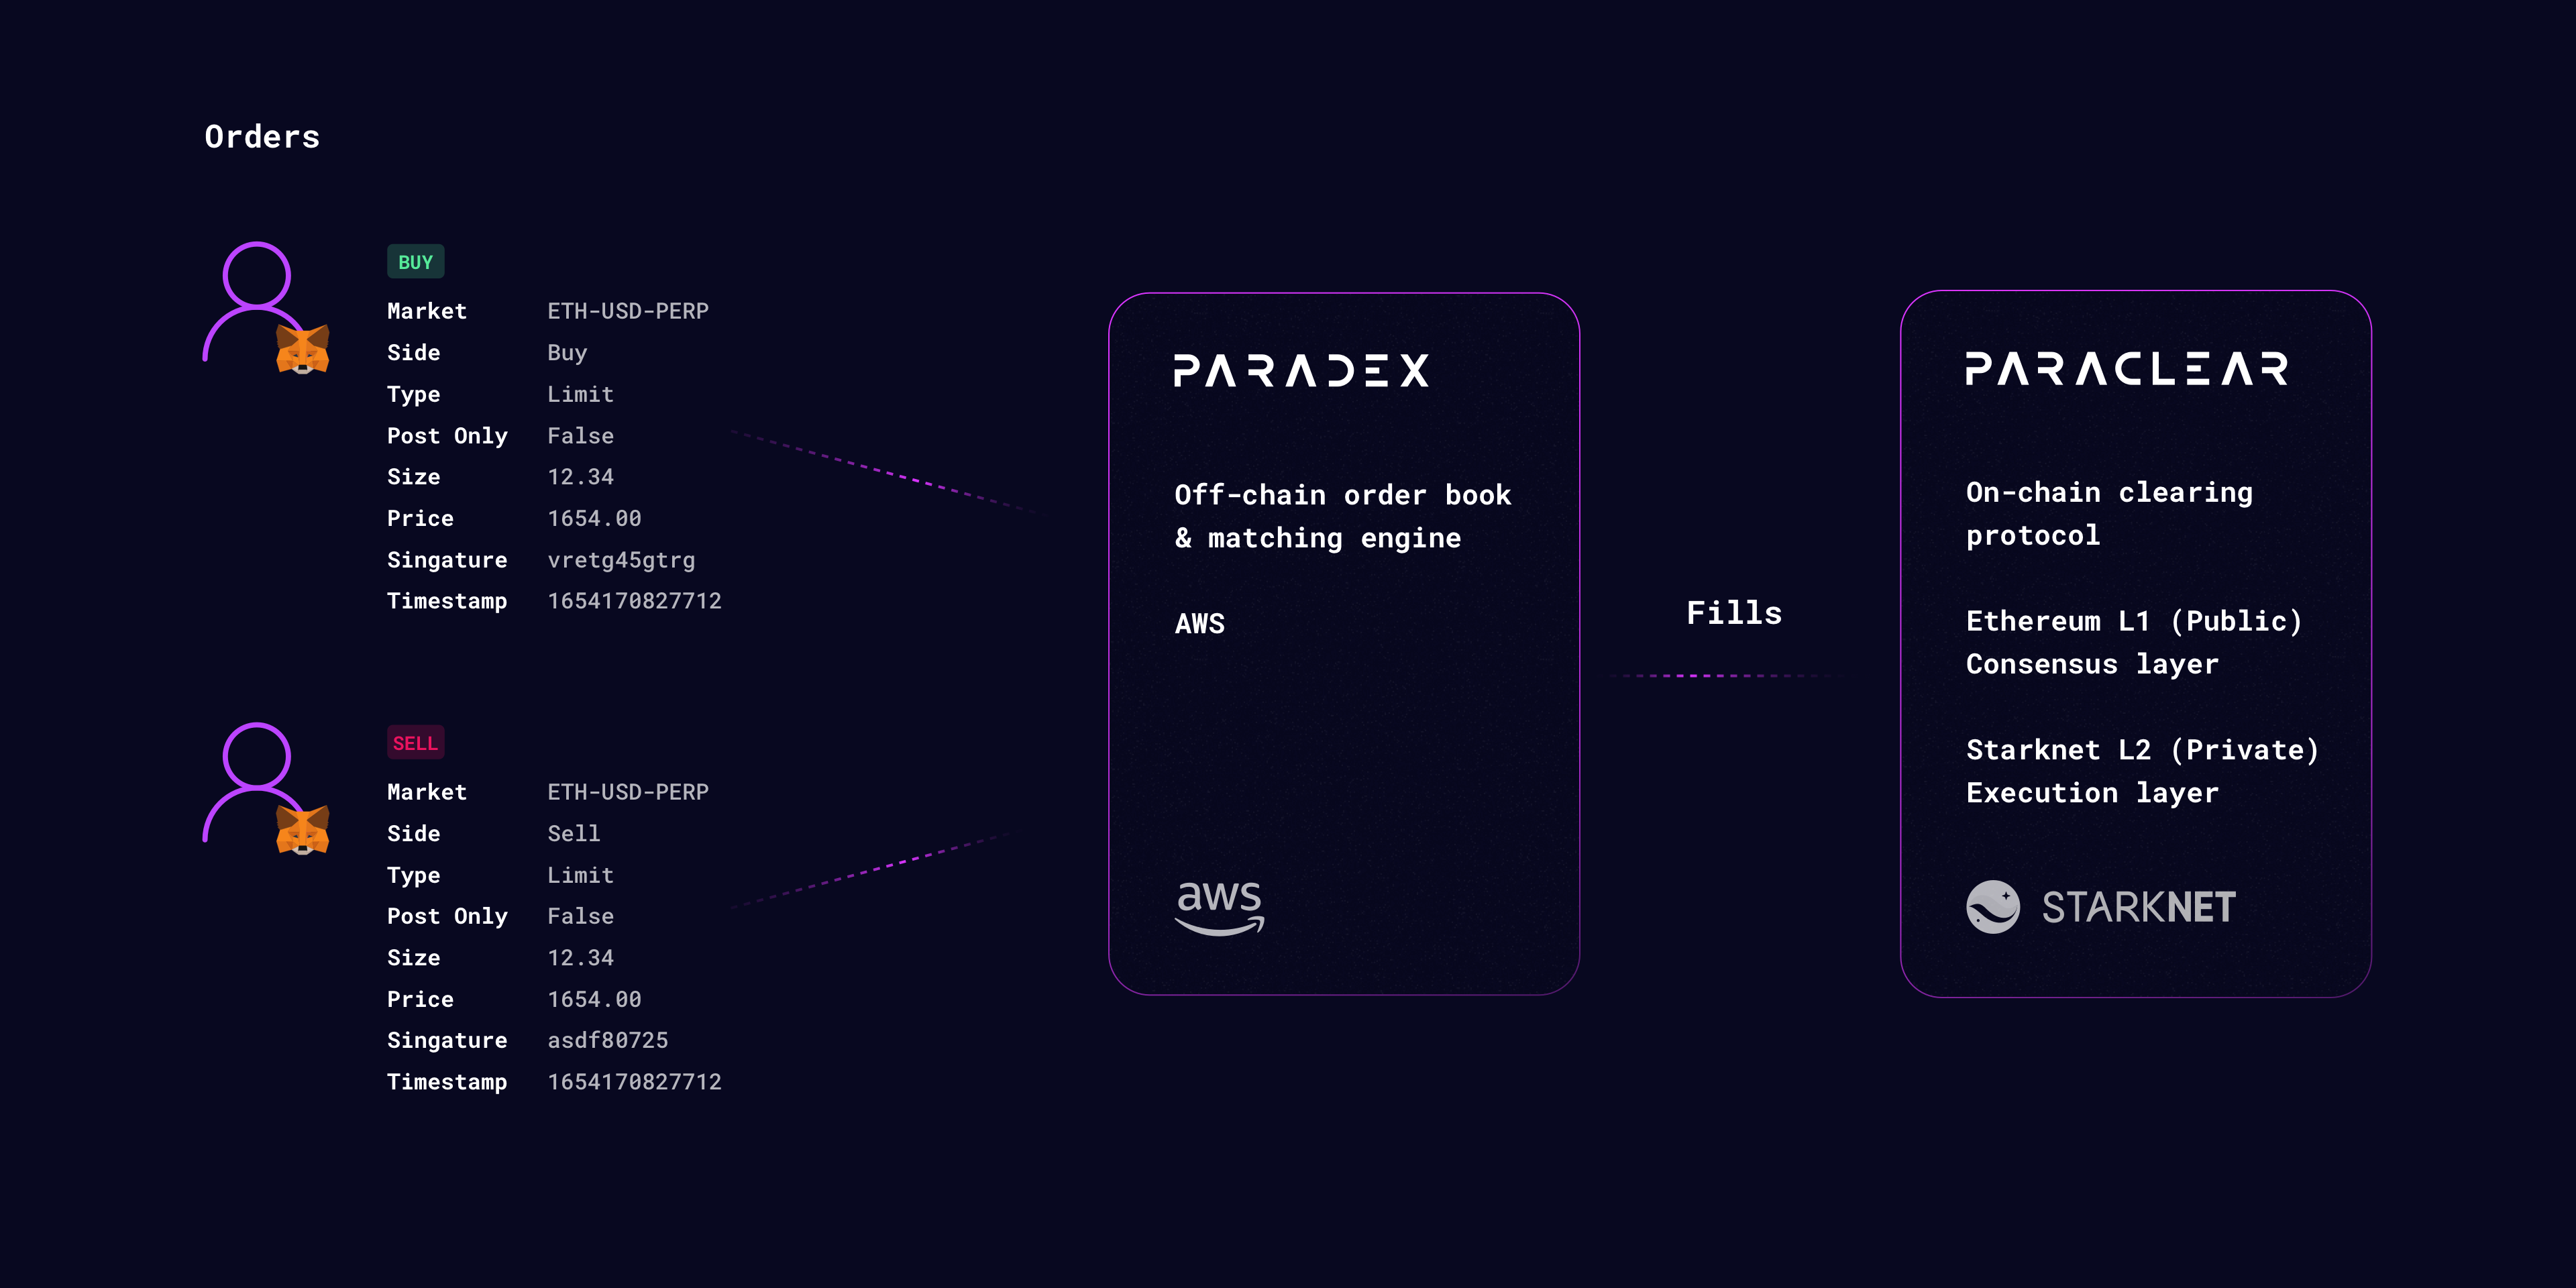 Orders
BUY
Market ETH-USD-PERP
Side Buy
Type Limit
Post Only False
Size 12.34
Price 1654.00
Singature vretg45gtrg
Timestamp 1654170827712
SELL
Market ETH-USD-PERP
Side Sell
Type Limit
Post Only False
Size 12.34
Price 1654.00
Singature asdf80725
Timestamp 1654170827712
PARADEX
Off-chain order book
& matching engine
AWS
aws
Fills
PARACLEAR
On-chain clearing
protocol
Ethereum L1 (Public)
Consensus layer
Starknet L2 (Private)
Execution layer
STARKNET